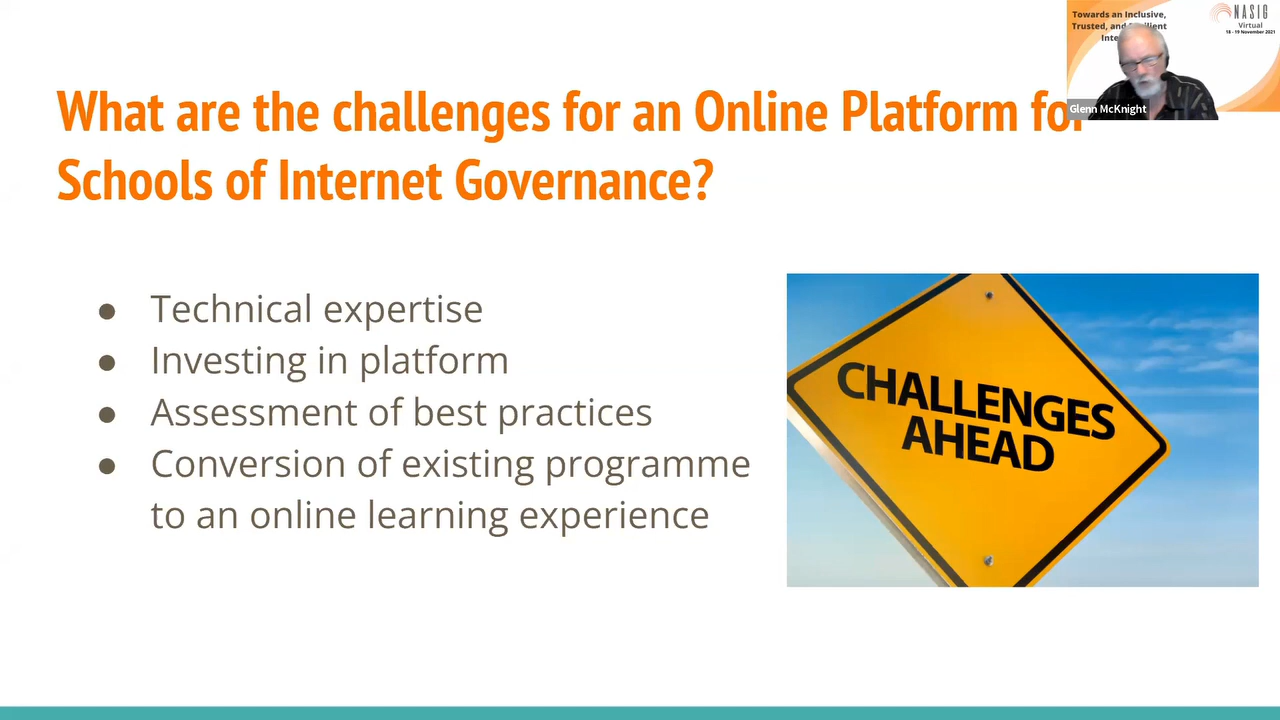 What are the challenges for an Online Platform for
Schools of Internet Governance?
● Technical expertise
● Investing in platform
● Assessment of best practices
● Conversion of existing programme
to an online learning experience
CHALLENGES
AHEAD
Towards an Inclusive,
Trusted, and
NASIG
Virtual
18 - 19 November 2021
Glenn McKnight